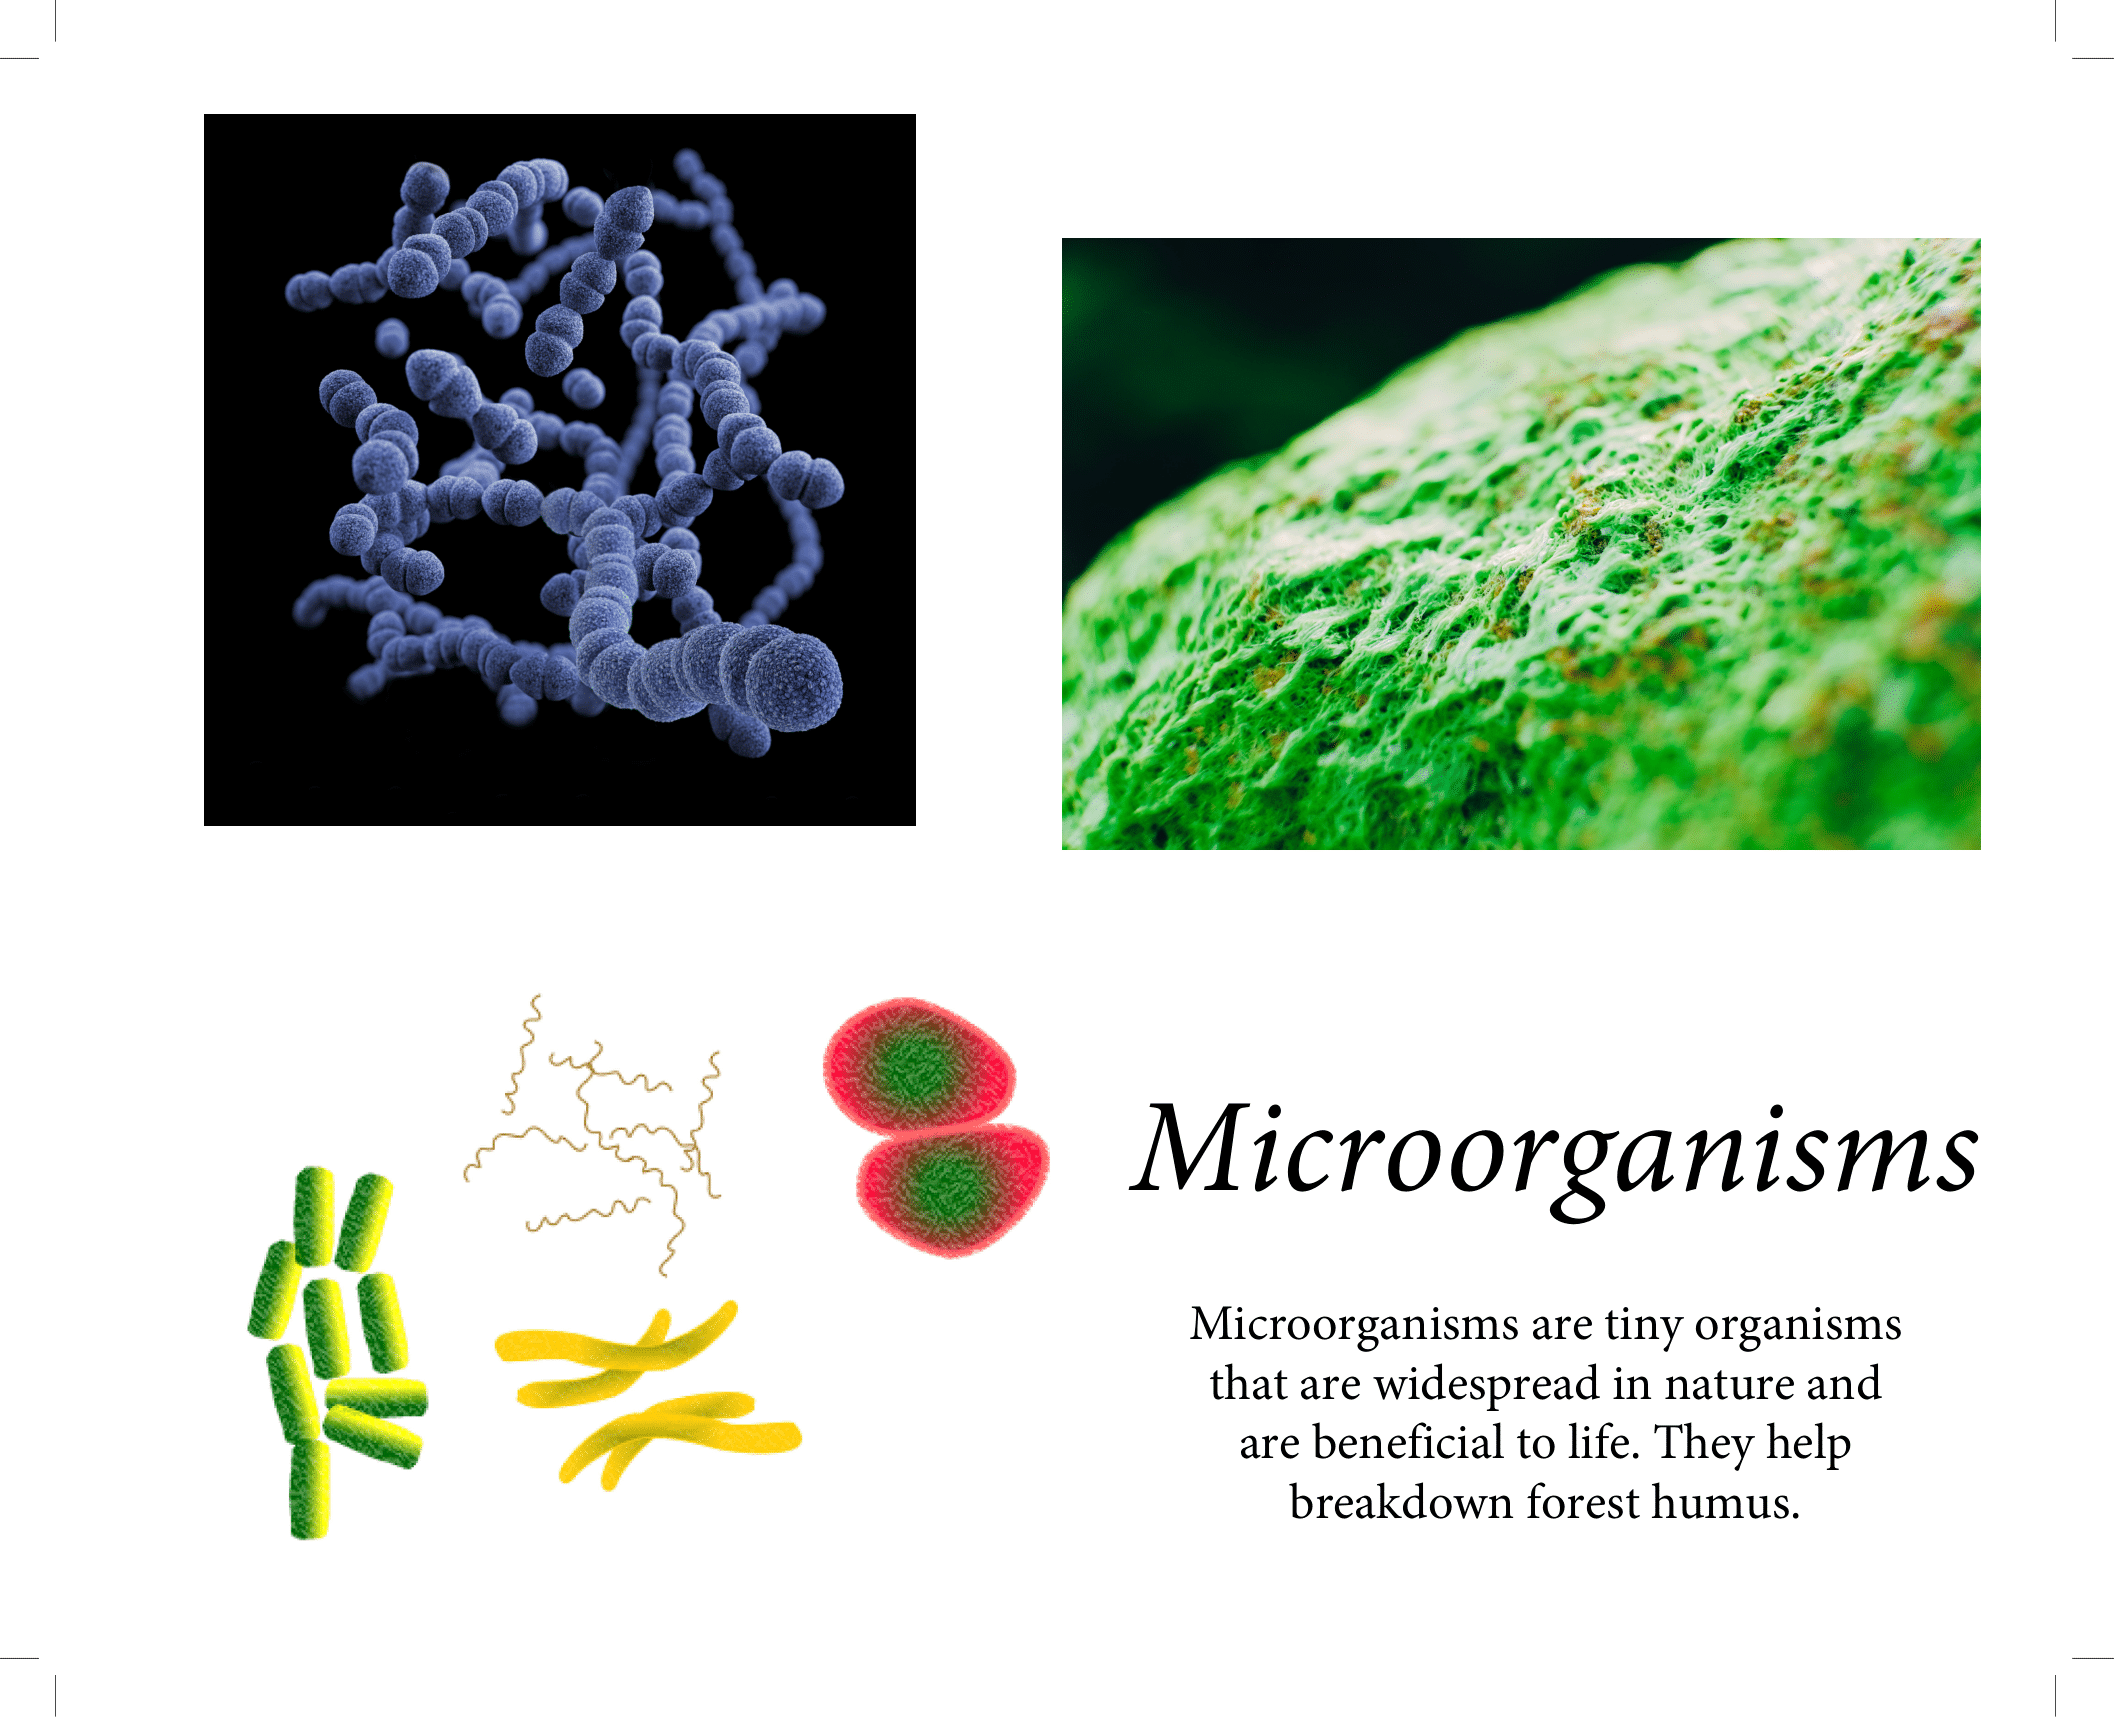 Microorganisms
Microorganisms are tiny organisms
that are widespread in nature and
are beneficial to life. They help
breakdown forest humus.